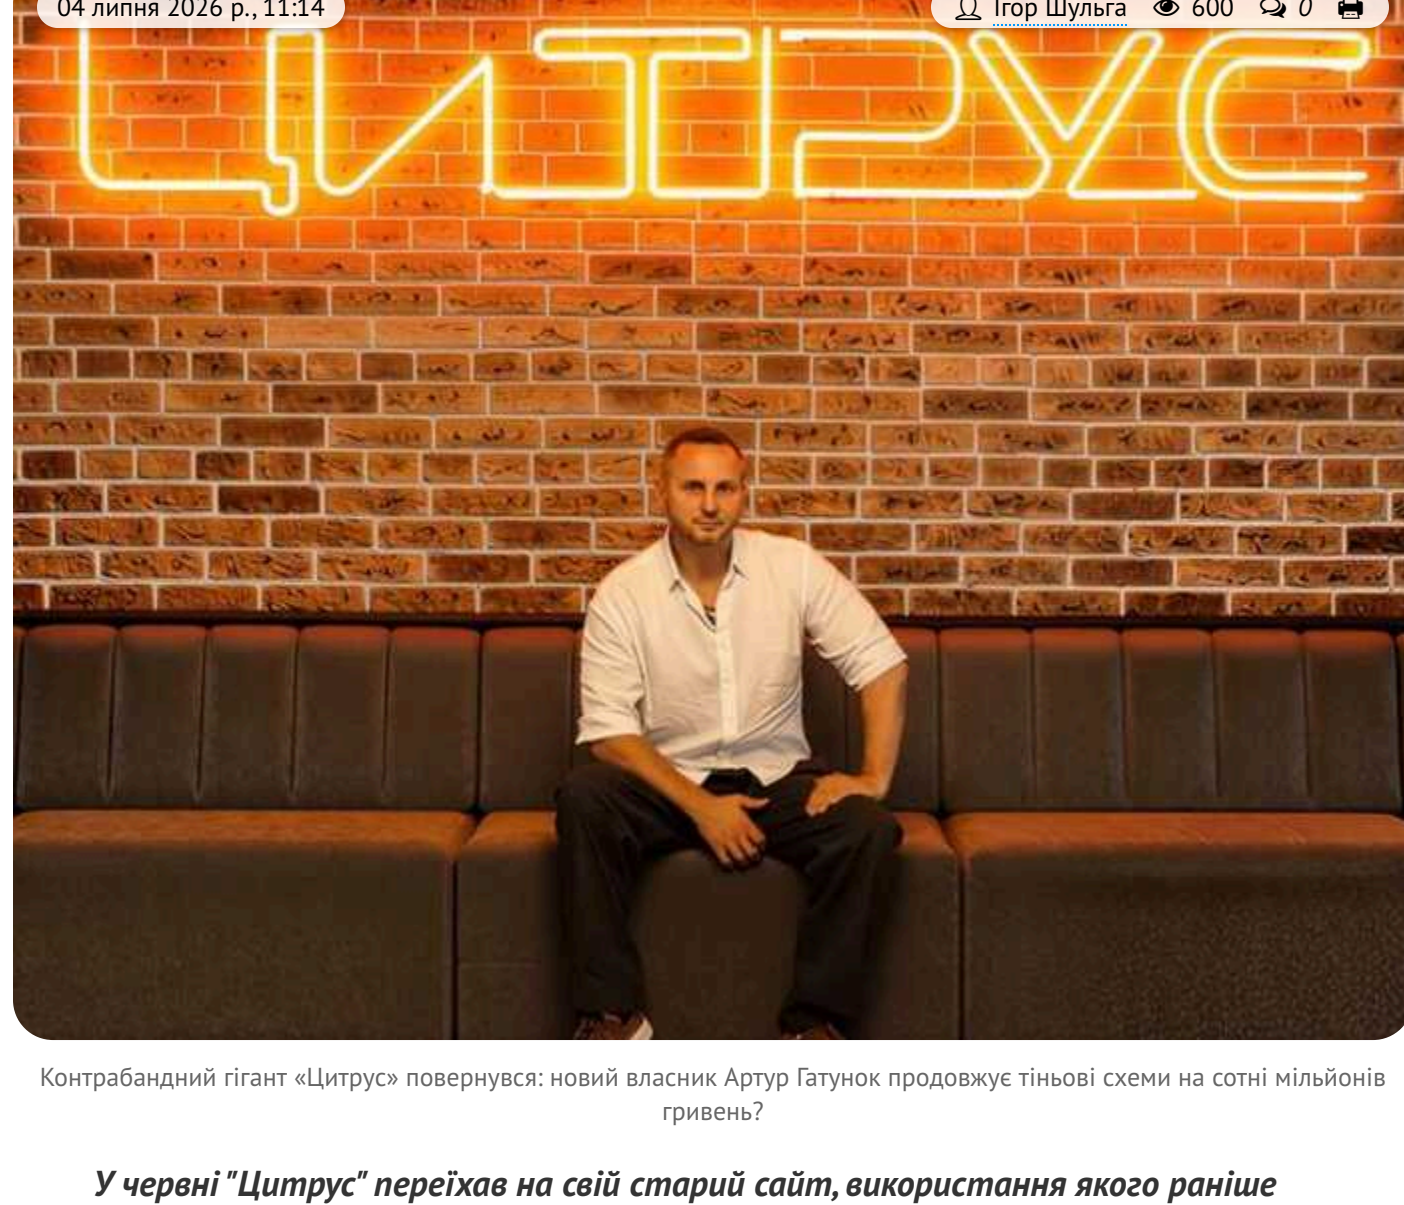 04 липня 2026 р., 11:14
Ігор Шульга 600 0
ЦИТРУС
Контрабандний гігант «Цитрус» повернувся: новий власник Артур Гатунок продовжує тіньові схеми на сотні мільйонів
гривень?
У червні "Цитрус" переїхав на свій старий сайт, використання якого раніше